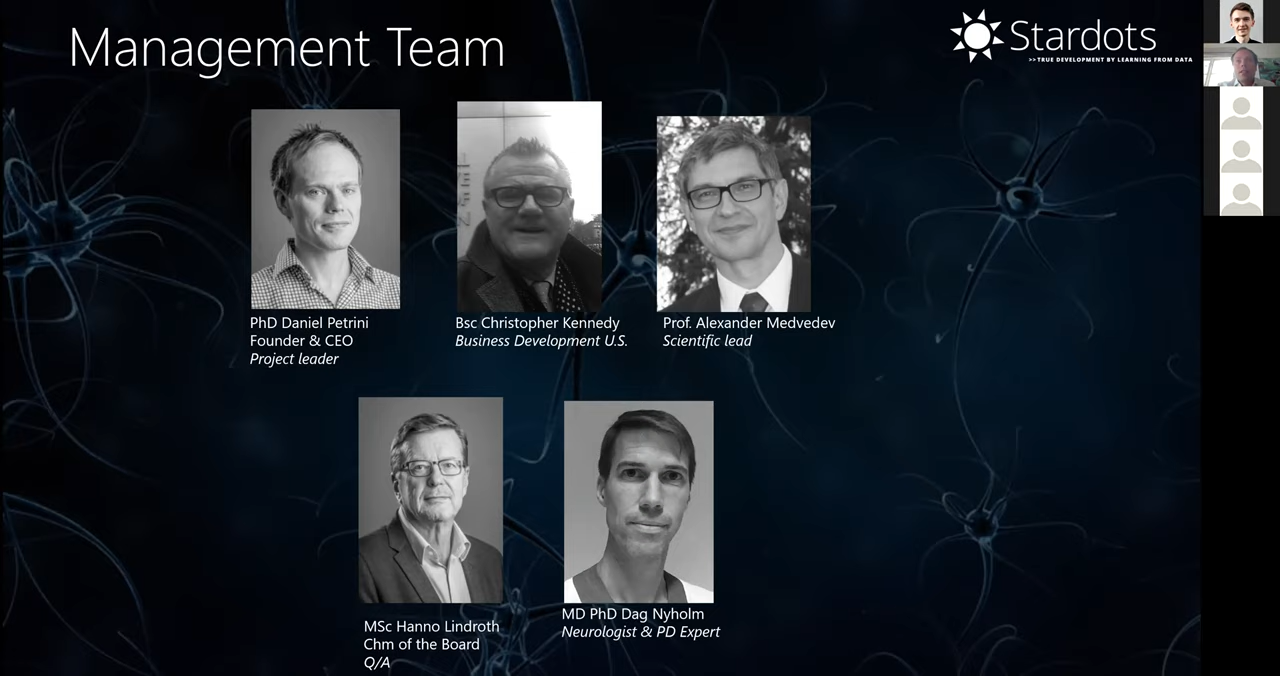 Management Team
Stardots
>> TRUE DEVELOPMENT BY LEARNING FROM DATA
PhD Daniel Petrini
Founder & CEO
Project leader
Bsc Christopher Kennedy
Business Development U.S.
Prof. Alexander Medvedev
Scientific lead
MSc Hanno Lindroth
Chm of the Board
Q/A
MD PhD Dag Nyholm
Neurologist & PD Expert